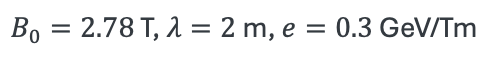 B₀ = 2.78 T, λ = 2 m, e = 0.3 GeV/Tm